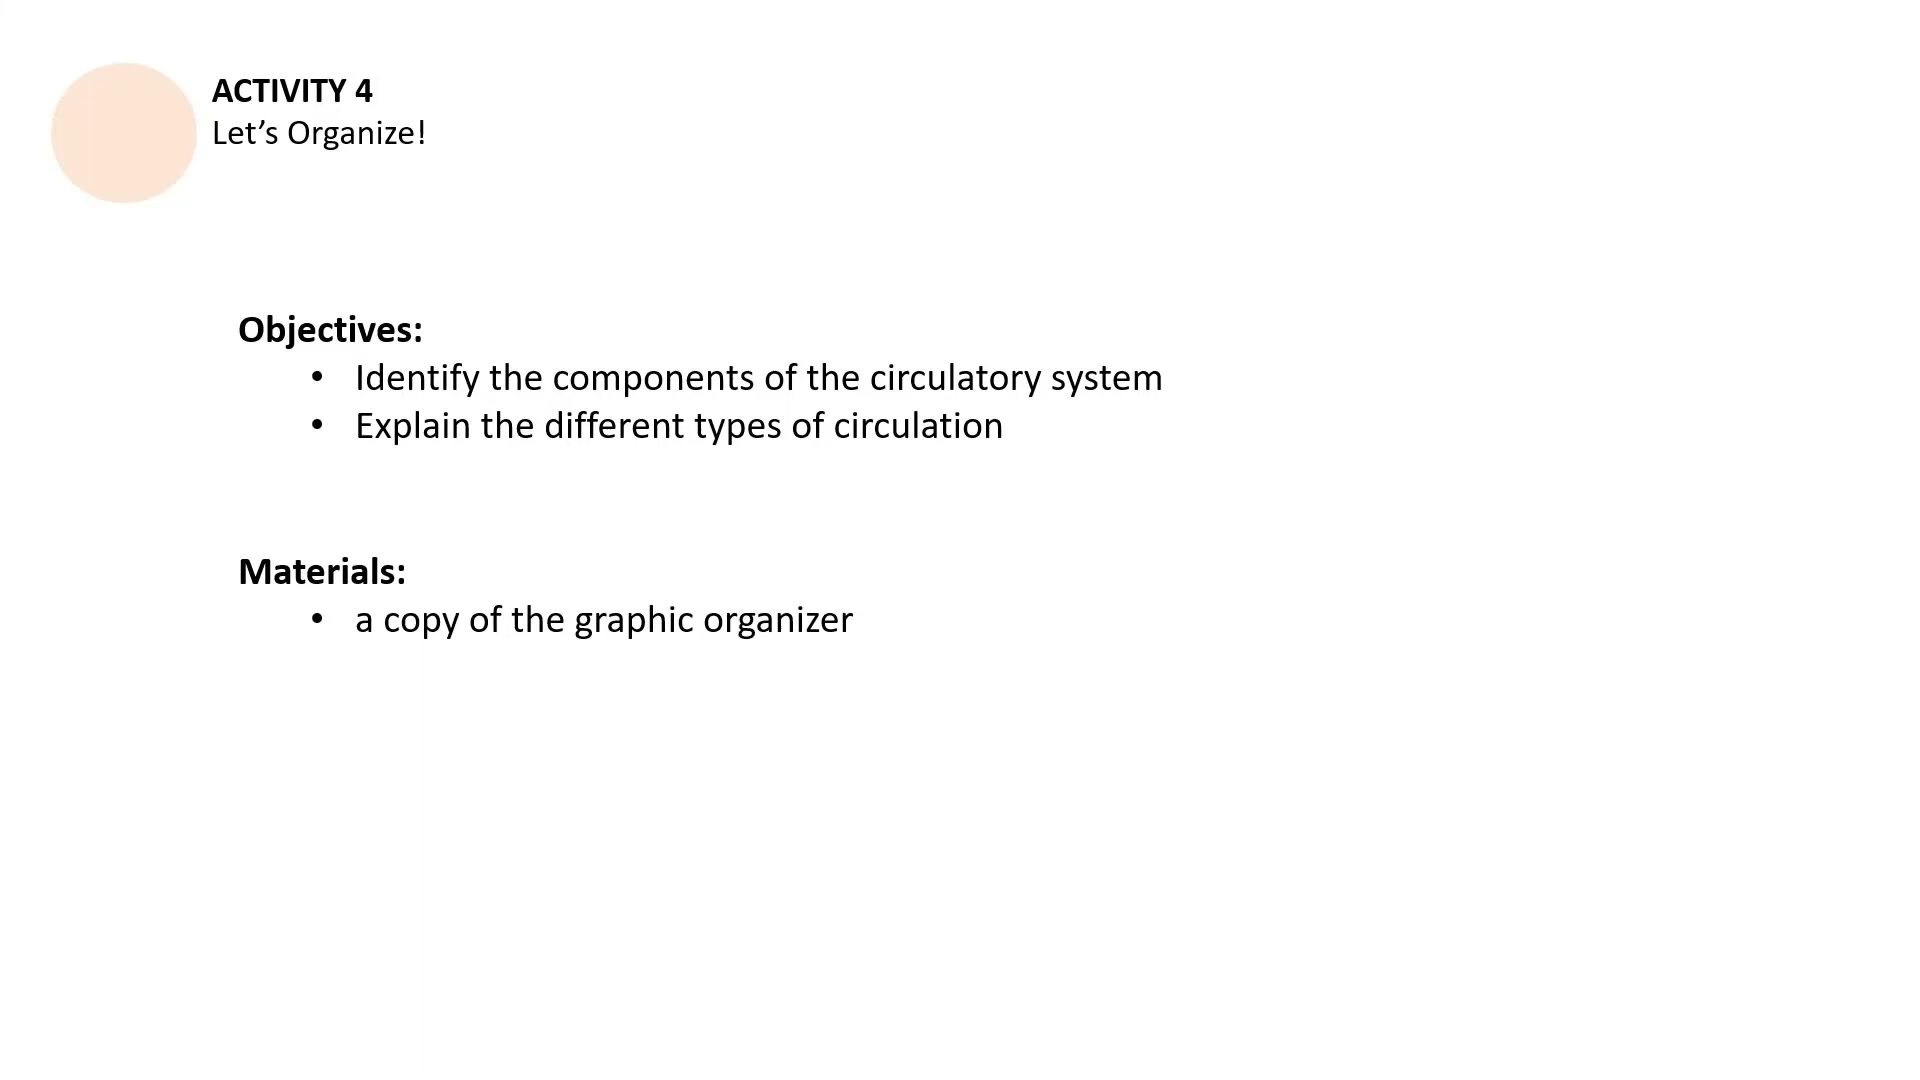 ACTIVITY 4
Let’s Organize!
Objectives:
• Identify the components of the circulatory system
• Explain the different types of circulation
Materials:
• a copy of the graphic organizer